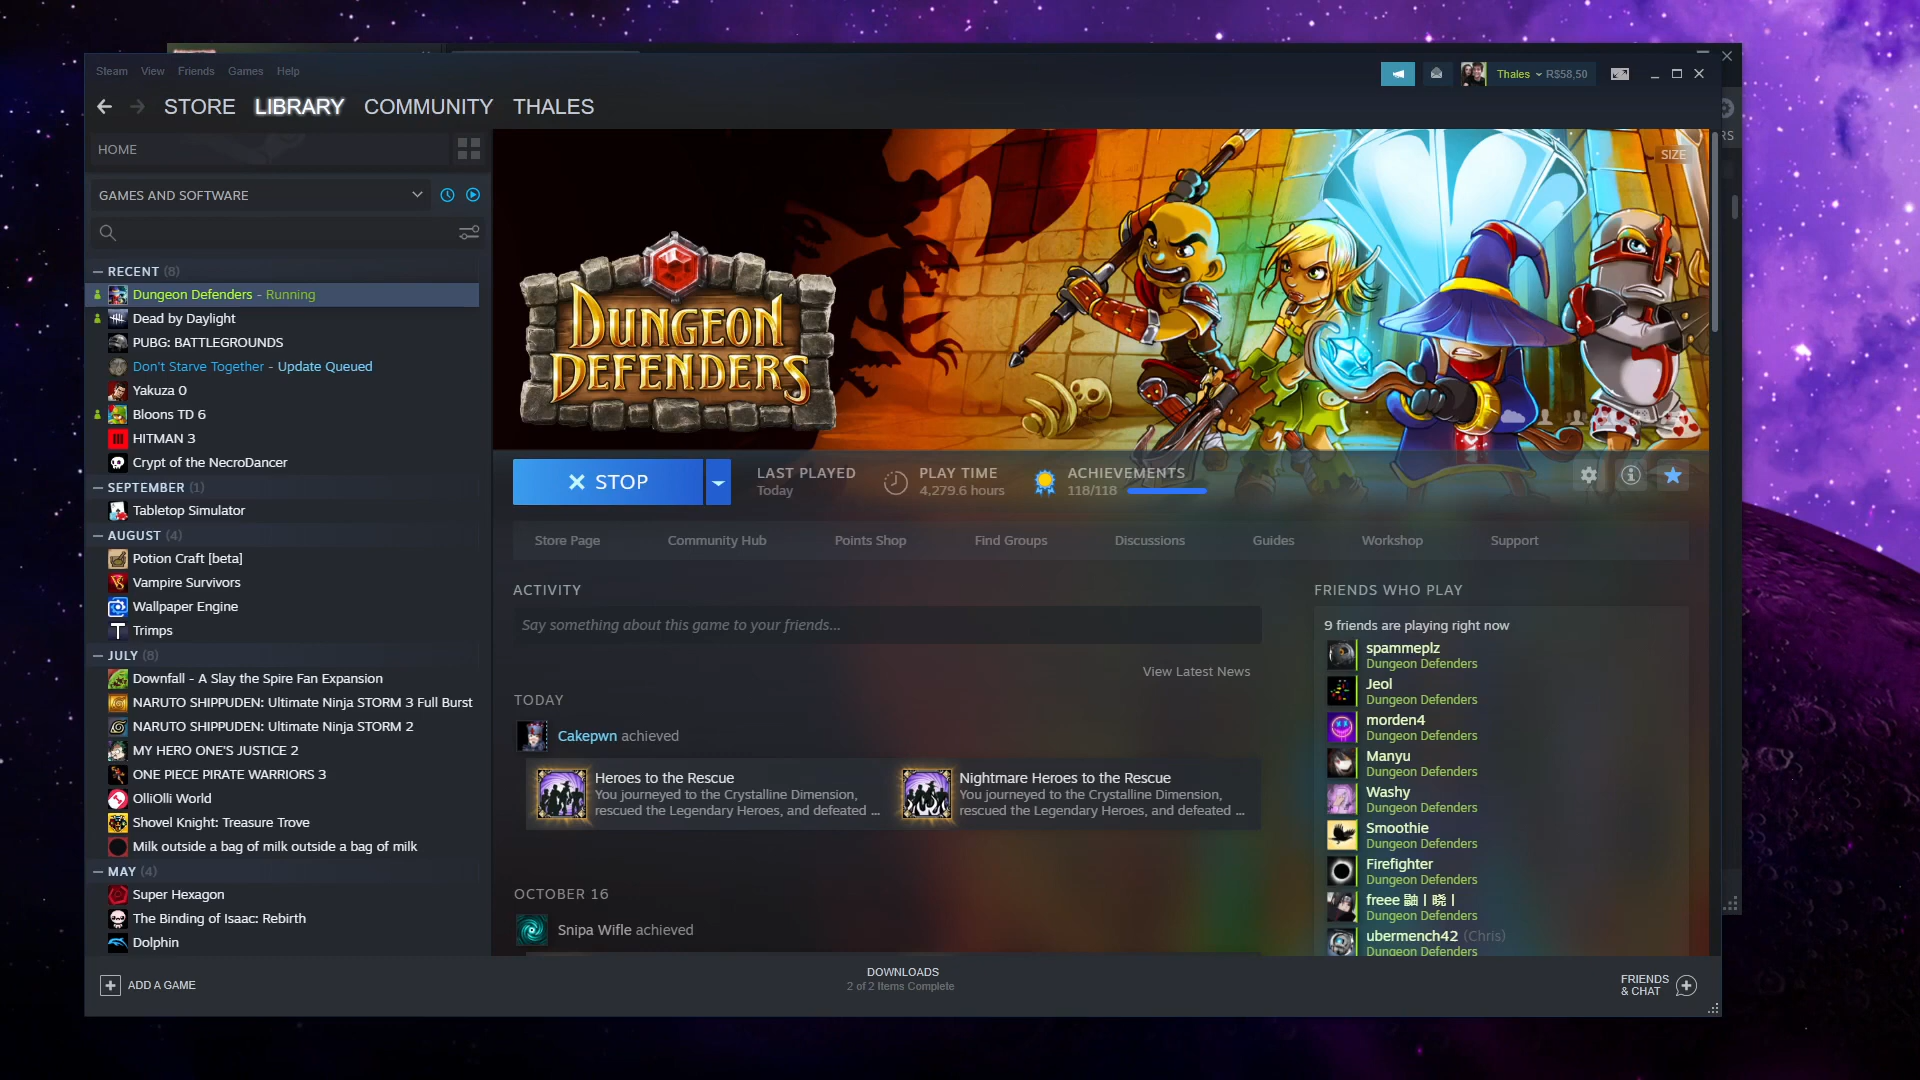 Steam View Friends Games Help
Thales R$58,50
STORE LIBRARY COMMUNITY THALES
RS
HOME
GAMES AND SOFTWARE
RECENT (8)
Dungeon Defenders - Running
Dead by Daylight
PUBG: BATTLEGROUNDS
Don't Starve Together - Update Queued
Yakuza 0
Bloons TD 6
HITMAN 3
Crypt of the NecroDancer
SEPTEMBER (1)
Tabletop Simulator
AUGUST (4)
Potion Craft [beta]
Vampire Survivors
Wallpaper Engine
Trimps
JULY (8)
Downfall - A Slay the Spire Fan Expansion
NARUTO SHIPPUDEN: Ultimate Ninja STORM 3 Full Burst
NARUTO SHIPPUDEN: Ultimate Ninja STORM 2
MY HERO ONE'S JUSTICE 2
ONE PIECE PIRATE WARRIORS 3
OlliOlli World
Shovel Knight: Treasure Trove
Milk outside a bag of milk outside a bag of milk
MAY (4)
Super Hexagon
The Binding of Isaac: Rebirth
Dolphin
SIZE
DUNGEON
DEFENDERS
STOP
LAST PLAYED
Today
PLAY TIME
4,279.6 hours
ACHIEVEMENTS
118/118
Store Page Community Hub Points Shop Find Groups Discussions Guides Workshop Support
ACTIVITY
Say something about this game to your friends...
View Latest News
TODAY
Cakepwn achieved
Heroes to the Rescue
You journeyed to the Crystalline Dimension,
rescued the Legendary Heroes, and defeated ...
Nightmare Heroes to the Rescue
You journeyed to the Crystalline Dimension,
rescued the Legendary Heroes, and defeated ...
OCTOBER 16
Snipa Wifle achieved
FRIENDS WHO PLAY
9 friends are playing right now
spammeplz
Dungeon Defenders
Jeol
Dungeon Defenders
morden4
Dungeon Defenders
Manyu
Dungeon Defenders
Washy
Dungeon Defenders
Smoothie
Dungeon Defenders
Firefighter
Dungeon Defenders
freee 鼬丨晓丨
Dungeon Defenders
ubermench42 (Chris)
Dungeon Defenders
ADD A GAME
DOWNLOADS
2 of 2 Items Complete
FRIENDS
& CHAT